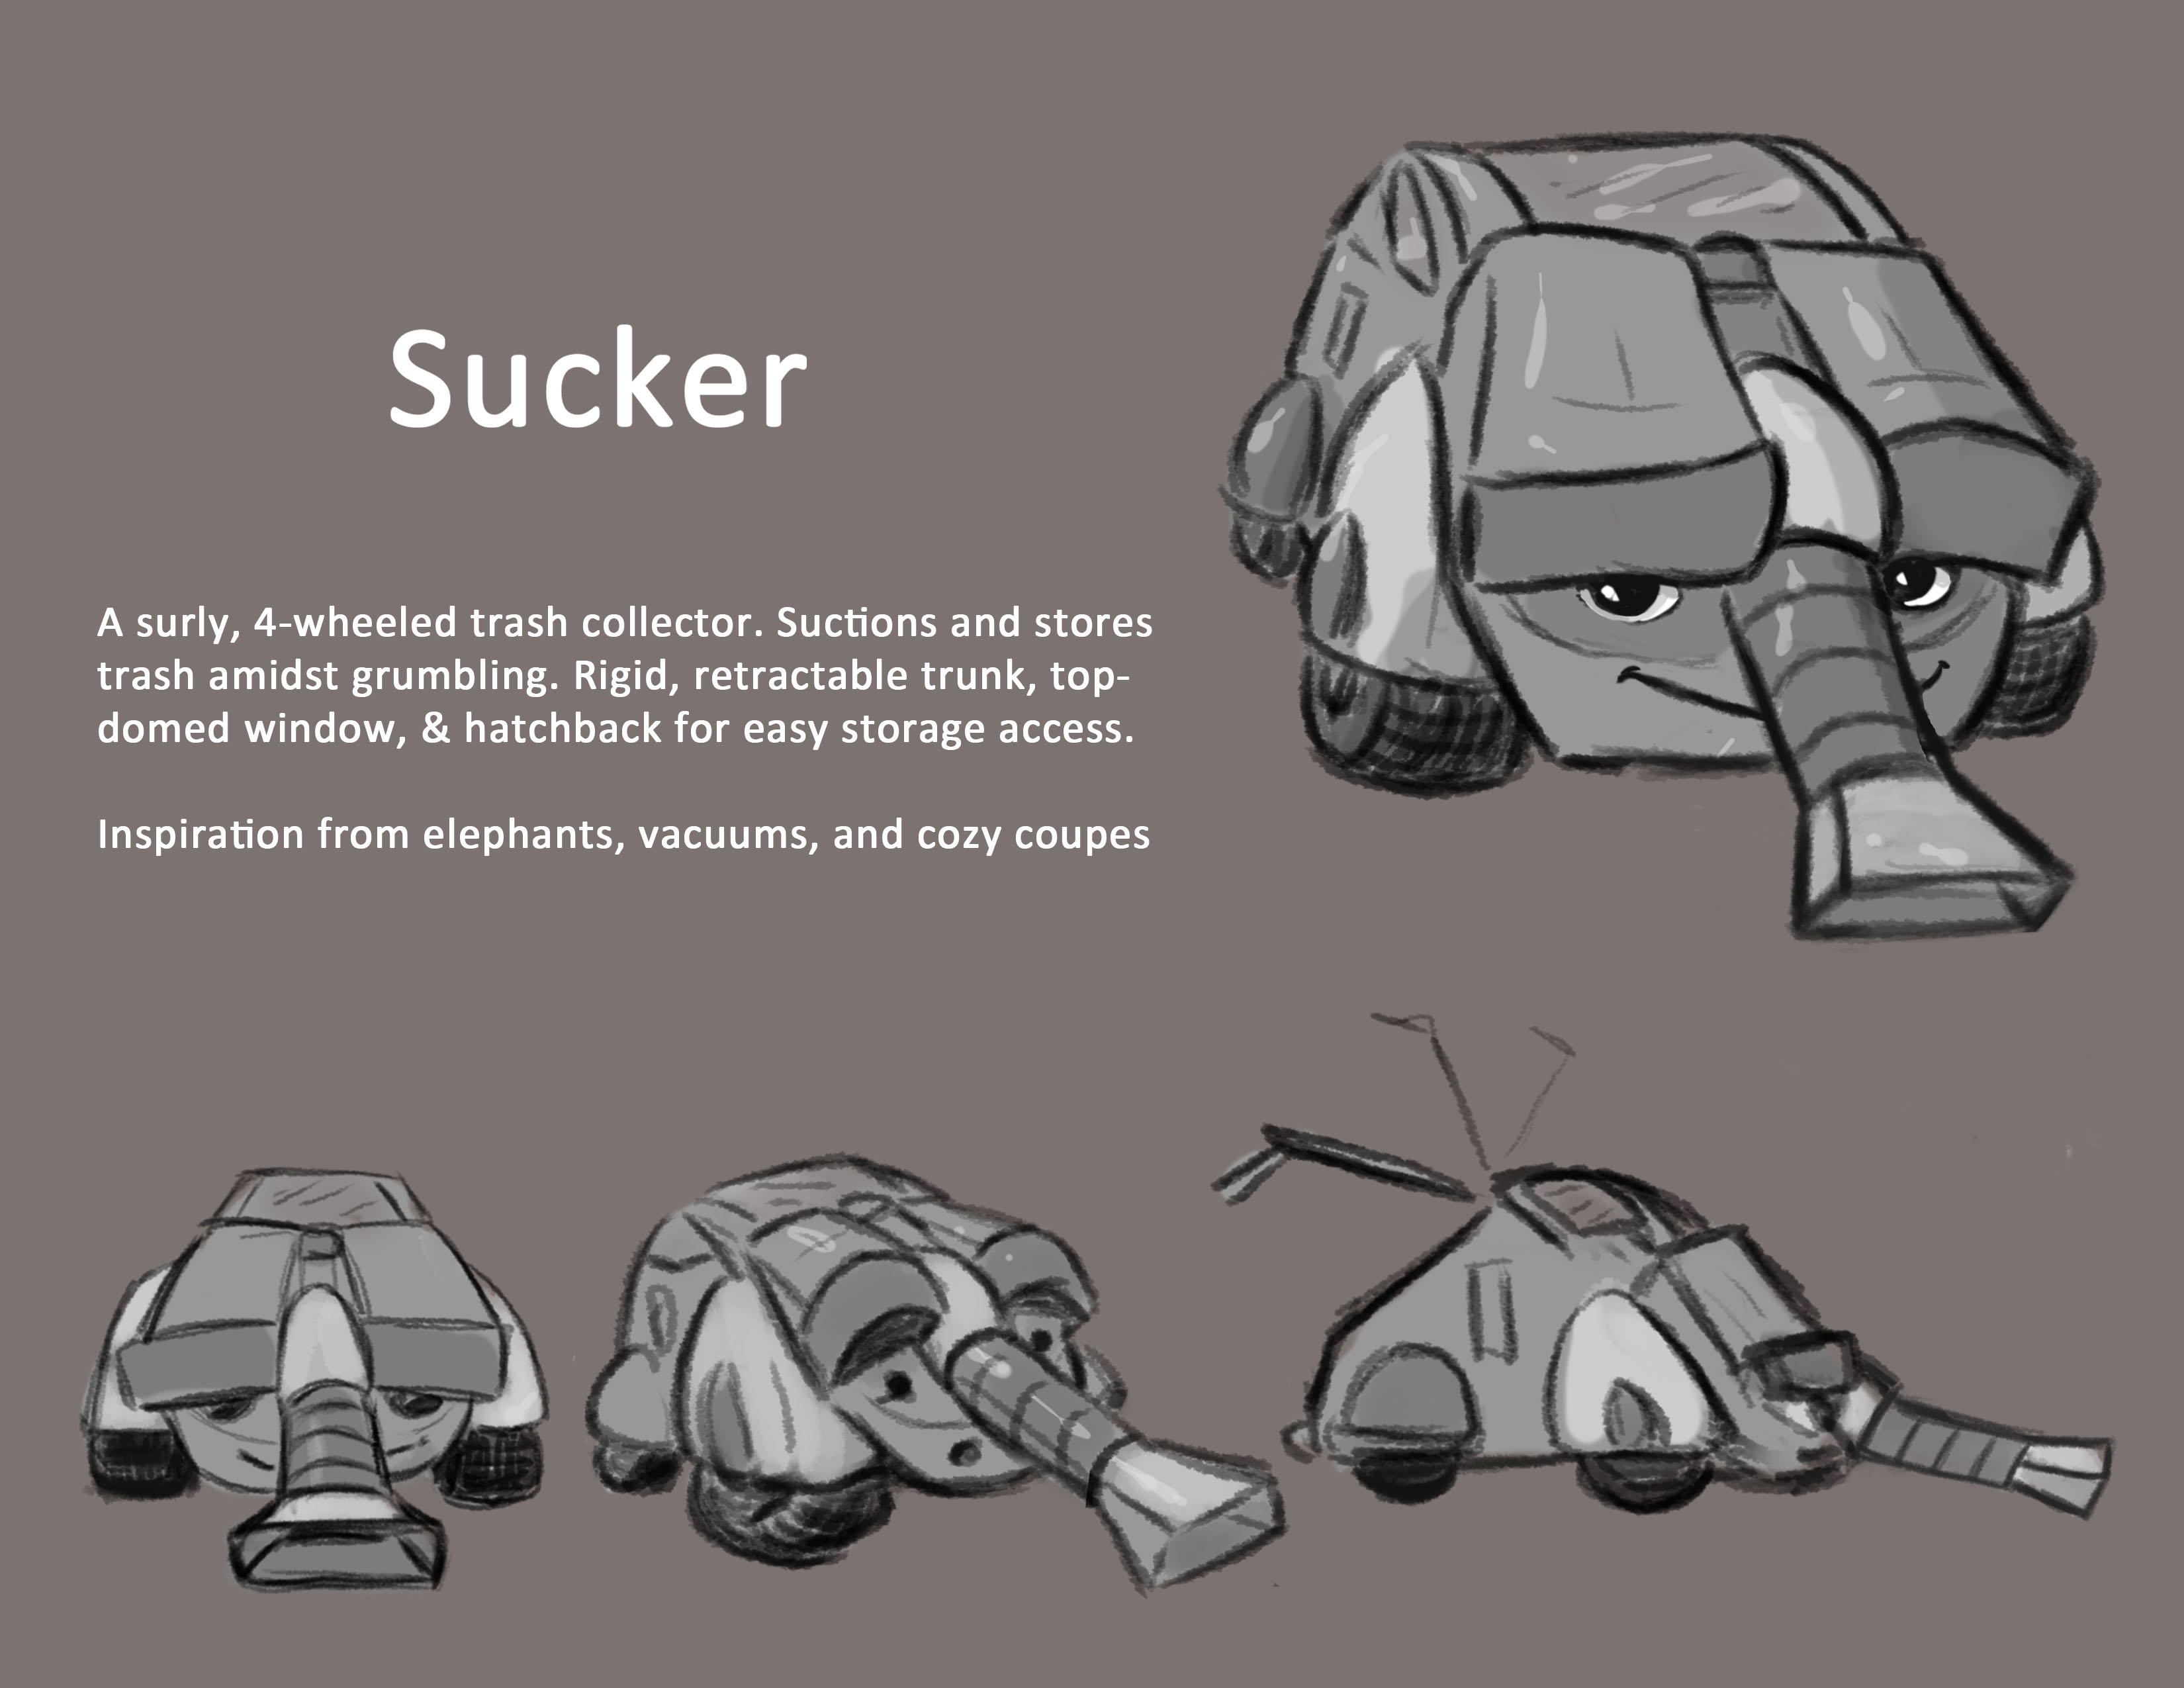 Sucker
A surly, 4-wheeled trash collector. Suctions and stores
trash amidst grumbling. Rigid, retractable trunk, top-
domed window, & hatchback for easy storage access.
Inspiration from elephants, vacuums, and cozy coupes